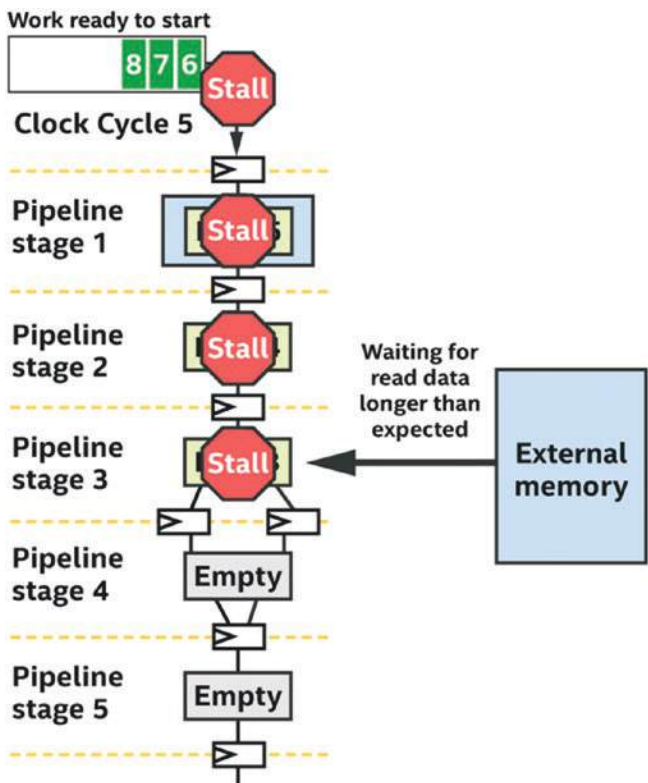 Work ready to start
8 7 6
Stall
Clock Cycle 5
Pipeline
stage 1
Stall
Pipeline
stage 2
Stall
Pipeline
stage 3
Stall
Waiting for
read data
longer than
expected
External
memory
Pipeline
stage 4
Empty
Pipeline
stage 5
Empty